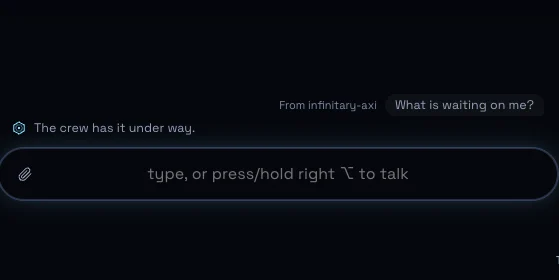 From infinitary-axi What is waiting on me?
The crew has it under way.
type, or press/hold right ⌥ to talk